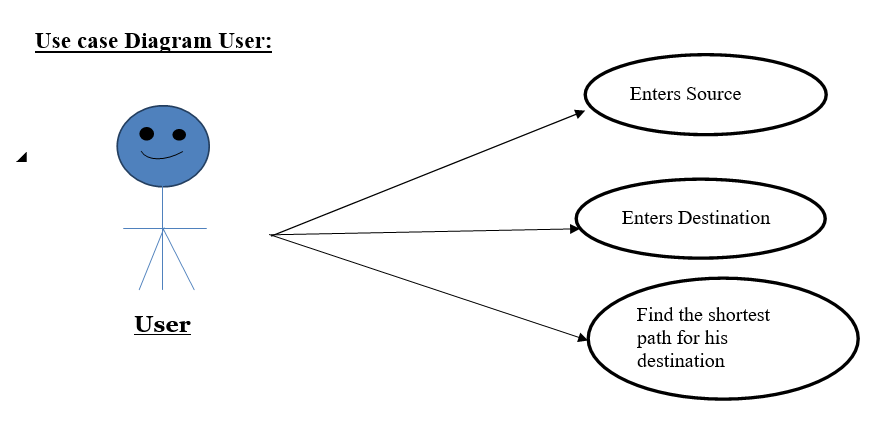 Use case Diagram User:
Enters Source
Enters Destination
Find the shortest
path for his
destination
User